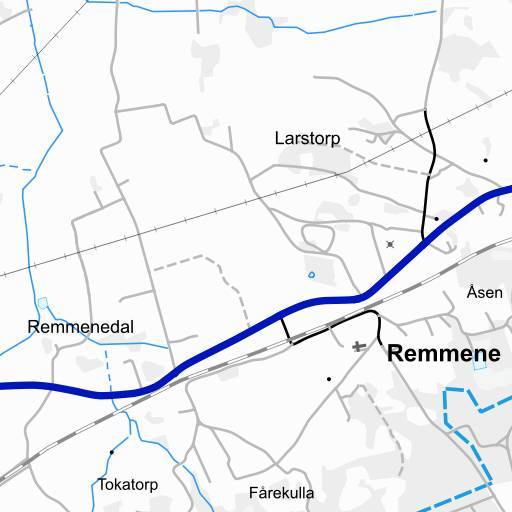 Larstorp
Åsen
Remmenedal
Remmene
Tokatorp
Fårekulla